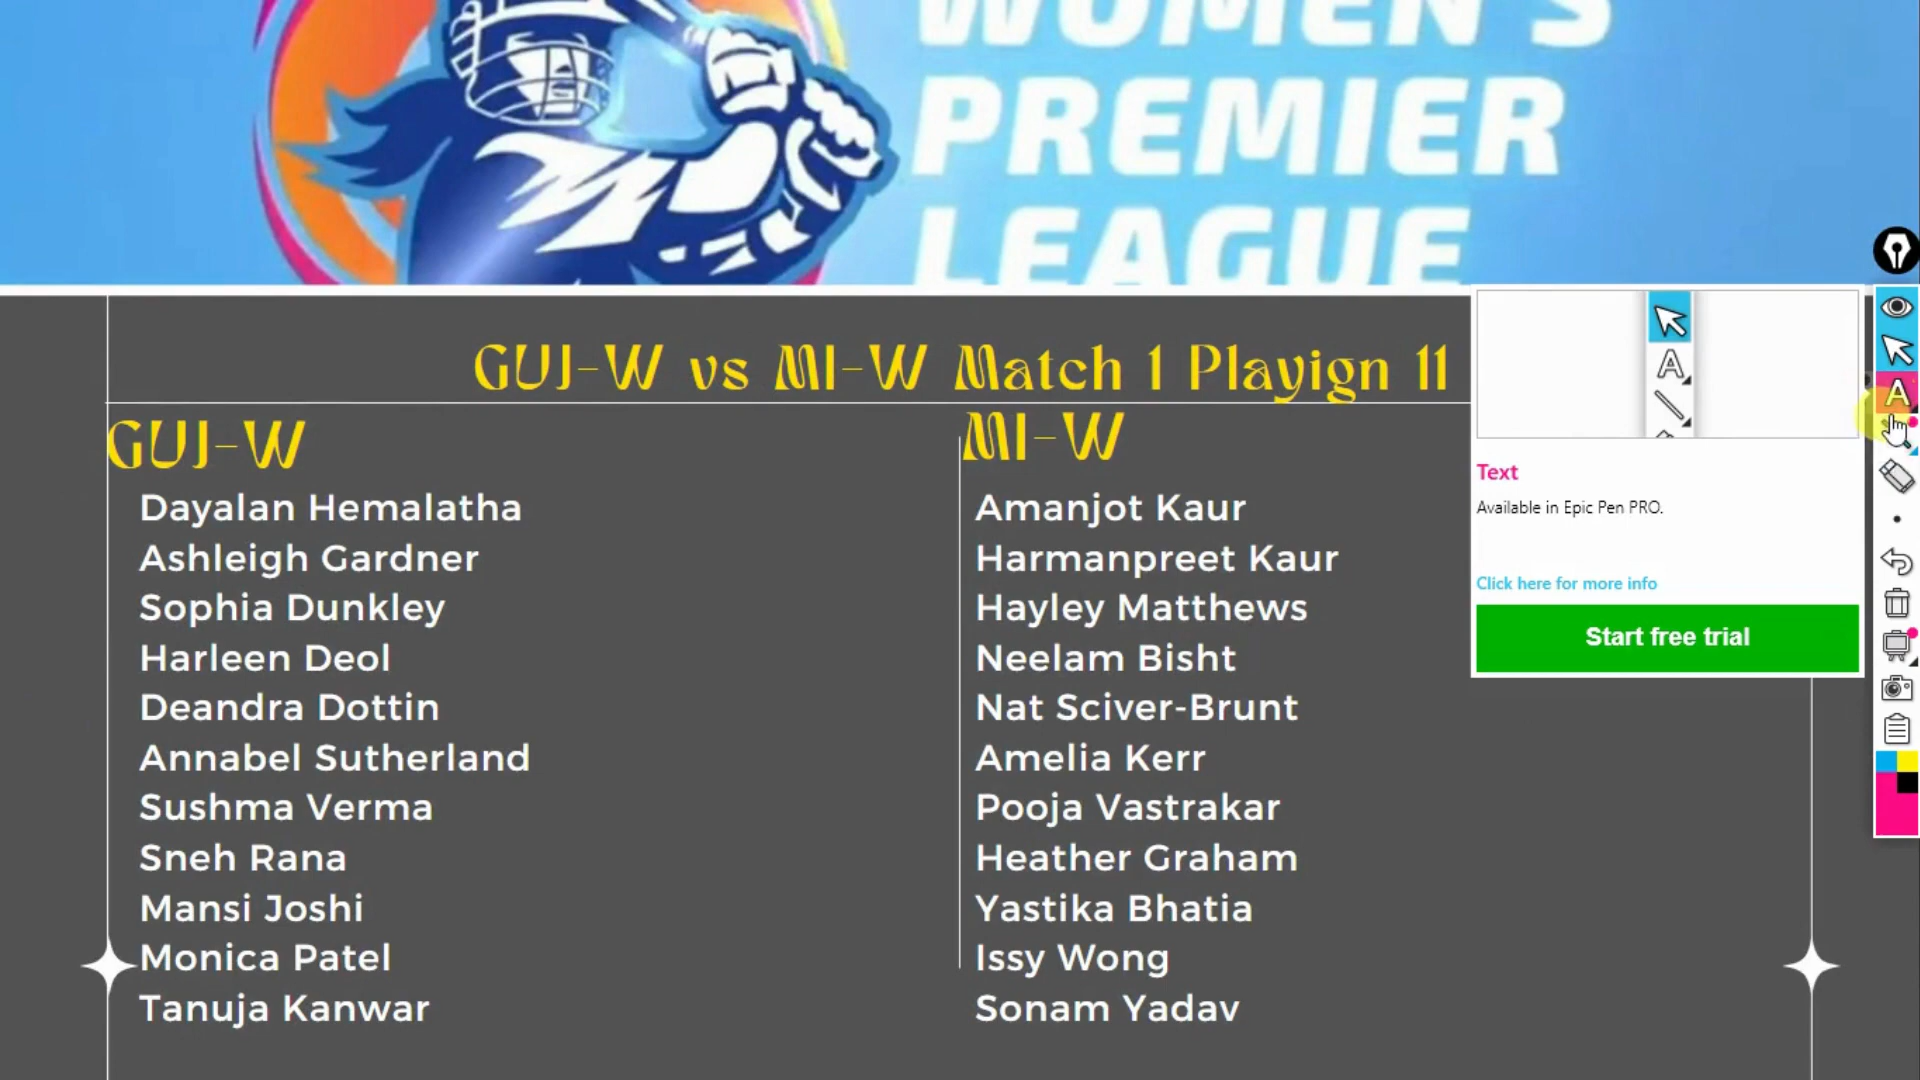 WOMEN'S
PREMIER
LEAGUE
GUJ-W vs MI-W Match 1 Playign 11
GUJ-W
Dayalan Hemalatha
Ashleigh Gardner
Sophia Dunkley
Harleen Deol
Deandra Dottin
Annabel Sutherland
Sushma Verma
Sneh Rana
Mansi Joshi
Monica Patel
Tanuja Kanwar
MI-W
Amanjot Kaur
Harmanpreet Kaur
Hayley Matthews
Neelam Bisht
Nat Sciver-Brunt
Amelia Kerr
Pooja Vastrakar
Heather Graham
Yastika Bhatia
Issy Wong
Sonam Yadav
A
Text
Available in Epic Pen PRO.
Click here for more info
Start free trial
A